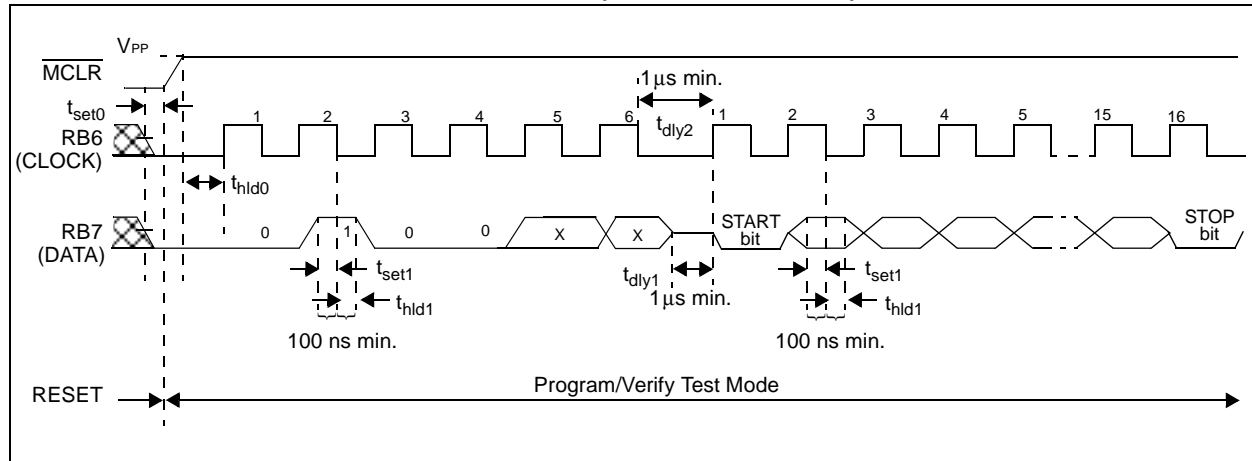 VPP
MCLR
1 µs min.
tset0
1 2 3 4 5 6 tdly2 1 2 3 4 5 15 16
RB6
(CLOCK)
thld0
RB7
(DATA)
0 1 0 0 X X START
bit
STOP
bit
tset1
tdly1
tset1
thld1
1 µs min.
thld1
100 ns min.
100 ns min.
Program/Verify Test Mode
RESET